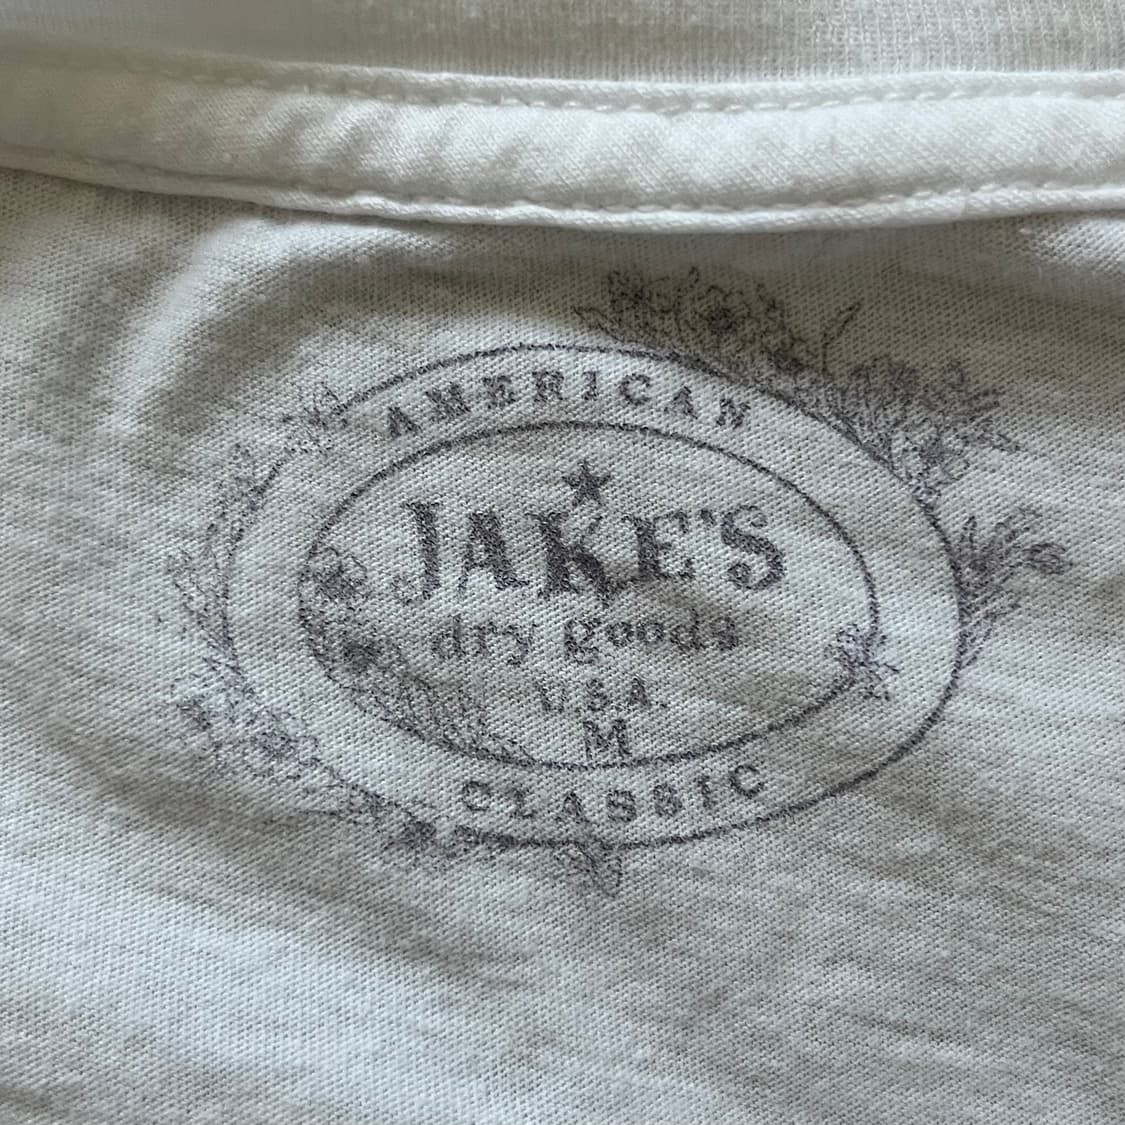 AMERICAN
JAKE'S
dry goods
U.S.A.
M
CLASSIC